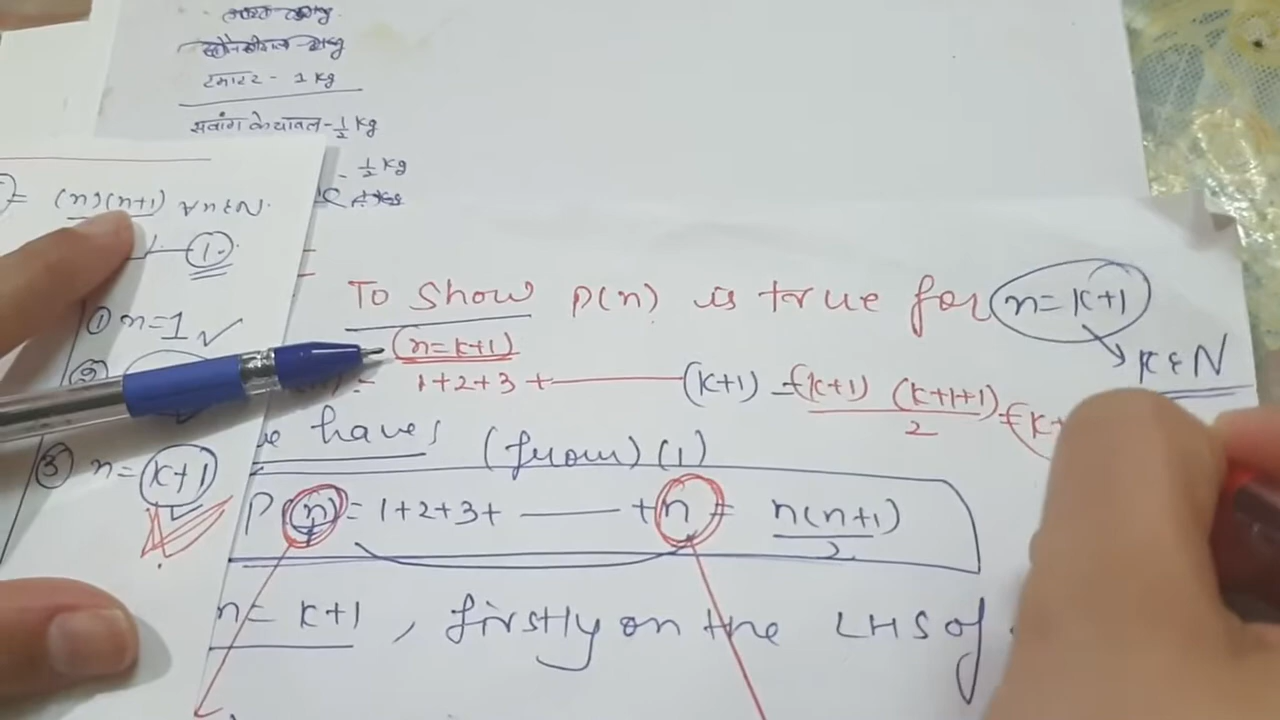 टमाटर - 1 kg
सवांग के चावल - 1/2 kg
- 1/2 kg
= (n)(n+1) ∀ n∈N.
①
① n=1 ✓
②
③ n= k+1
To Show P(n) is true for n=k+1
k∈N
(n=k+1)
1+2+3+ ——— (k+1) = (k+1) (k+1+1)/2 = (k+
have, (from) (1)
P(n) = 1+2+3+ —— +n = n(n+1)/2
n= k+1 , firstly on the LHS of